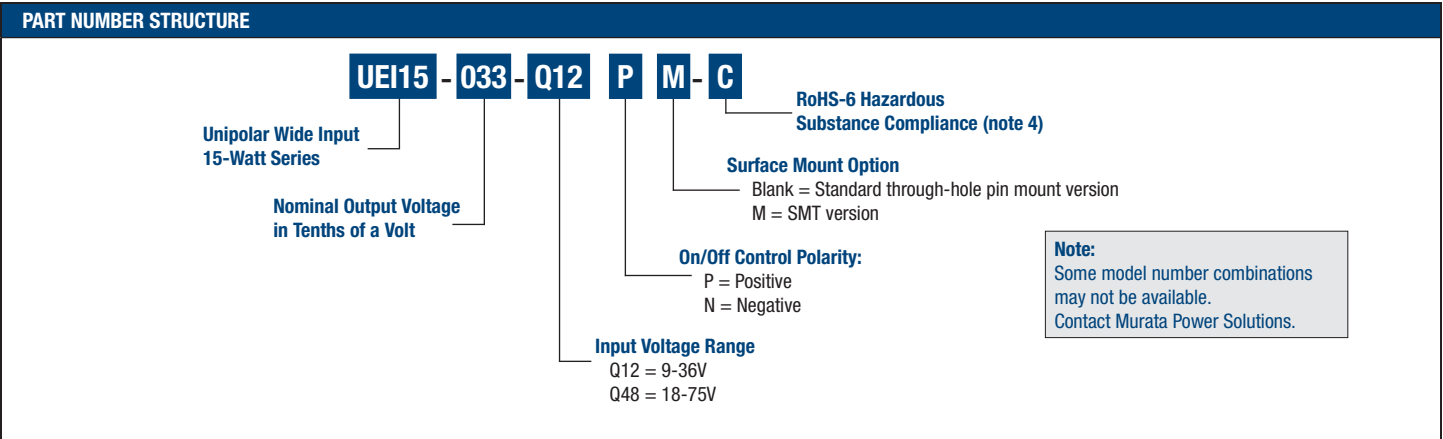 PART NUMBER STRUCTURE
UEI15 - 033 - Q12 P M - C
RoHS-6 Hazardous
Substance Compliance (note 4)
Unipolar Wide Input
15-Watt Series
Surface Mount Option
Blank = Standard through-hole pin mount version
M = SMT version
Nominal Output Voltage
in Tenths of a Volt
On/Off Control Polarity:
P = Positive
N = Negative
Note:
Some model number combinations
may not be available.
Contact Murata Power Solutions.
Input Voltage Range
Q12 = 9-36V
Q48 = 18-75V